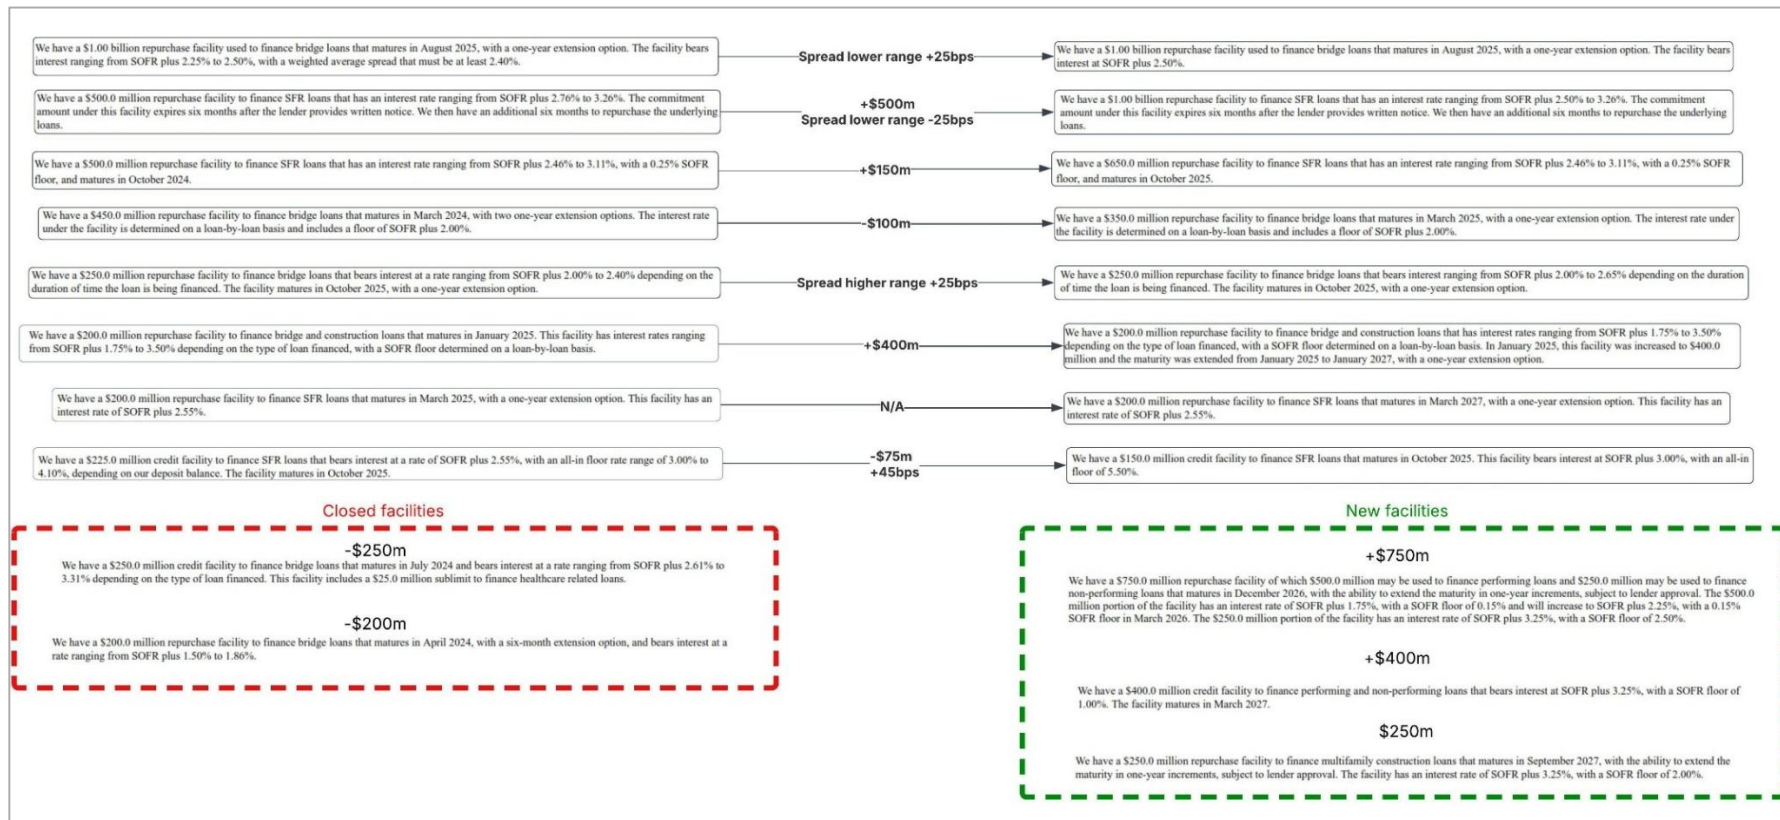 We have a $1.00 billion repurchase facility used to finance bridge loans that matures in August 2025, with a one-year extension option. The facility bears
interest ranging from SOFR plus 2.25% to 2.50%, with a weighted average spread that must be at least 2.40%.
Spread lower range +25bps
We have a $1.00 billion repurchase facility used to finance bridge loans that matures in August 2025, with a one-year extension option. The facility bears
interest at SOFR plus 2.50%.
We have a $500.0 million repurchase facility to finance SFR loans that has an interest rate ranging from SOFR plus 2.76% to 3.26%. The commitment
amount under this facility expires six months after the lender provides written notice. We then have an additional six months to repurchase the underlying
loans.
+$500m
Spread lower range -25bps
We have a $1.00 billion repurchase facility to finance SFR loans that has an interest rate ranging from SOFR plus 2.50% to 3.26%. The commitment
amount under this facility expires six months after the lender provides written notice. We then have an additional six months to repurchase the underlying
loans.
We have a $500.0 million repurchase facility to finance SFR loans that has an interest rate ranging from SOFR plus 2.46% to 3.11%, with a 0.25% SOFR
floor, and matures in October 2024.
+$150m
We have a $650.0 million repurchase facility to finance SFR loans that has an interest rate ranging from SOFR plus 2.46% to 3.11%, with a 0.25% SOFR
floor, and matures in October 2025.
We have a $450.0 million repurchase facility to finance bridge loans that matures in March 2024, with two one-year extension options. The interest rate
under the facility is determined on a loan-by-loan basis and includes a floor of SOFR plus 2.00%.
-$100m
We have a $350.0 million repurchase facility to finance bridge loans that matures in March 2025, with a one-year extension option. The interest rate under
the facility is determined on a loan-by-loan basis and includes a floor of SOFR plus 2.00%.
We have a $250.0 million repurchase facility to finance bridge loans that bears interest at a rate ranging from SOFR plus 2.00% to 2.40% depending on the
duration of time the loan is being financed. The facility matures in October 2025, with a one-year extension option.
Spread higher range +25bps
We have a $250.0 million repurchase facility to finance bridge loans that bears interest ranging from SOFR plus 2.00% to 2.65% depending on the duration
of time the loan is being financed. The facility matures in October 2025, with a one-year extension option.
We have a $200.0 million repurchase facility to finance bridge and construction loans that matures in January 2025. This facility has interest rates ranging
from SOFR plus 1.75% to 3.50% depending on the type of loan financed, with a SOFR floor determined on a loan-by-loan basis.
+$400m
We have a $200.0 million repurchase facility to finance bridge and construction loans that has interest rates ranging from SOFR plus 1.75% to 3.50%
depending on the type of loan financed, with a SOFR floor determined on a loan-by-loan basis. In January 2025, this facility was increased to $400.0
million and the maturity was extended from January 2025 to January 2027, with a one-year extension option.
We have a $200.0 million repurchase facility to finance SFR loans that matures in March 2025, with a one-year extension option. This facility has an
interest rate of SOFR plus 2.55%.
N/A
We have a $200.0 million repurchase facility to finance SFR loans that matures in March 2027, with a one-year extension option. This facility has an
interest rate of SOFR plus 2.55%.
We have a $225.0 million credit facility to finance SFR loans that bears interest at a rate of SOFR plus 2.55%, with an all-in floor rate range of 3.00% to
4.10%, depending on our deposit balance. The facility matures in October 2025.
-$75m
+45bps
We have a $150.0 million credit facility to finance SFR loans that matures in October 2025. This facility bears interest at SOFR plus 3.00%, with an all-in
floor of 5.50%.
Closed facilities
-$250m
We have a $250.0 million credit facility to finance bridge loans that matures in July 2024 and bears interest at a rate ranging from SOFR plus 2.61% to
3.31% depending on the type of loan financed. This facility includes a $25.0 million sublimit to finance healthcare related loans.
-$200m
We have a $200.0 million repurchase facility to finance bridge loans that matures in April 2024, with a six-month extension option, and bears interest at a
rate ranging from SOFR plus 1.50% to 1.86%.
New facilities
+$750m
We have a $750.0 million repurchase facility of which $500.0 million may be used to finance performing loans and $250.0 million may be used to finance
non-performing loans that matures in December 2026, with the ability to extend the maturity in one-year increments, subject to lender approval. The $500.0
million portion of the facility has an interest rate of SOFR plus 1.75%, with a SOFR floor of 0.15% and will increase to SOFR plus 2.25%, with a 0.15%
SOFR floor in March 2026. The $250.0 million portion of the facility has an interest rate of SOFR plus 3.25%, with a SOFR floor of 2.50%.
+$400m
We have a $400.0 million credit facility to finance performing and non-performing loans that bears interest at SOFR plus 3.25%, with a SOFR floor of
1.00%. The facility matures in March 2027.
$250m
We have a $250.0 million repurchase facility to finance multifamily construction loans that matures in September 2027, with the ability to extend the
maturity in one-year increments, subject to lender approval. The facility has an interest rate of SOFR plus 3.25%, with a SOFR floor of 2.00%.